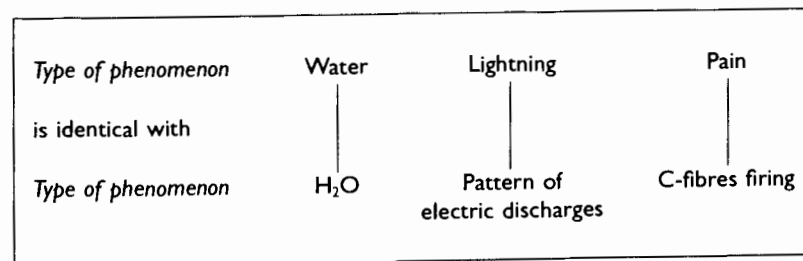 Type of phenomenon Water Lightning Pain
is identical with
Type of phenomenon H₂O Pattern of electric discharges C-fibres firing